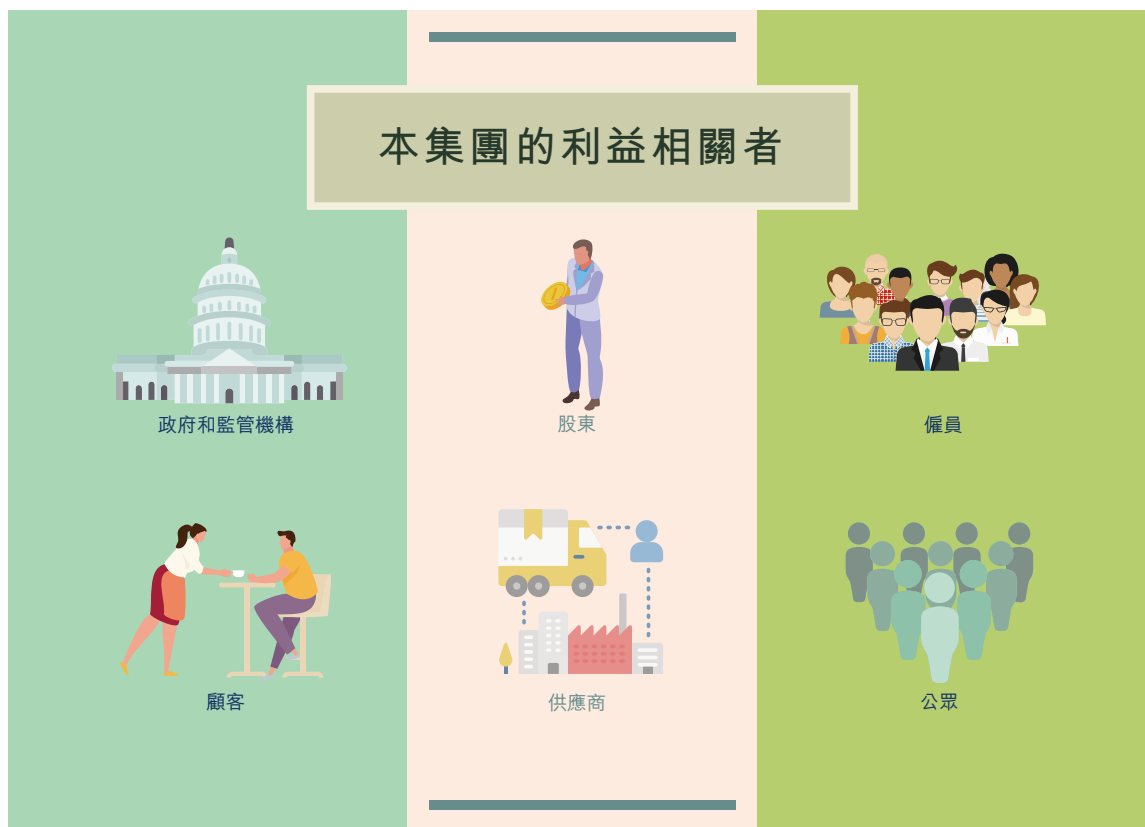 本集團的利益相關者
政府和監管機構
股東
僱員
顧客
供應商
公眾